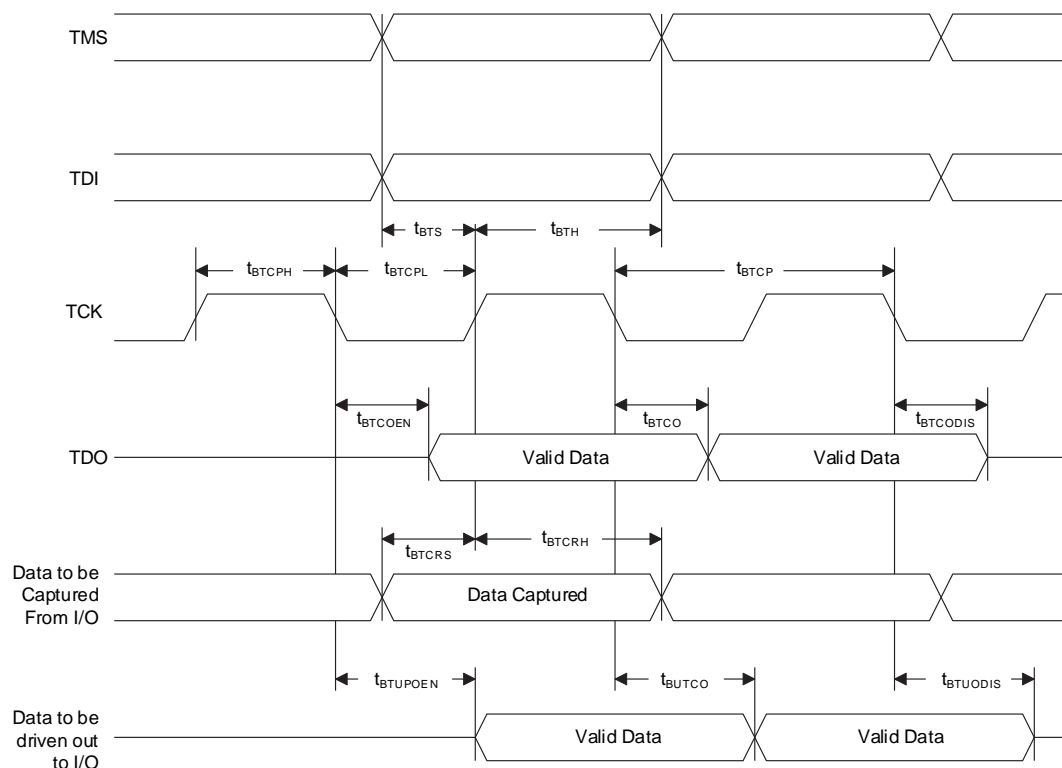 TMS
TDI
tBTS
tBTH
tBTCPH
tBTCPL
tBTCP
TCK
tBTCOEN
tBTCO
tBTCODIS
TDO
Valid Data
Valid Data
tBTCRS
tBTCRH
Data to be
Captured
From I/O
Data Captured
tBTUPOEN
tBUTCO
tBTUODIS
Data to be
driven out
to I/O
Valid Data
Valid Data